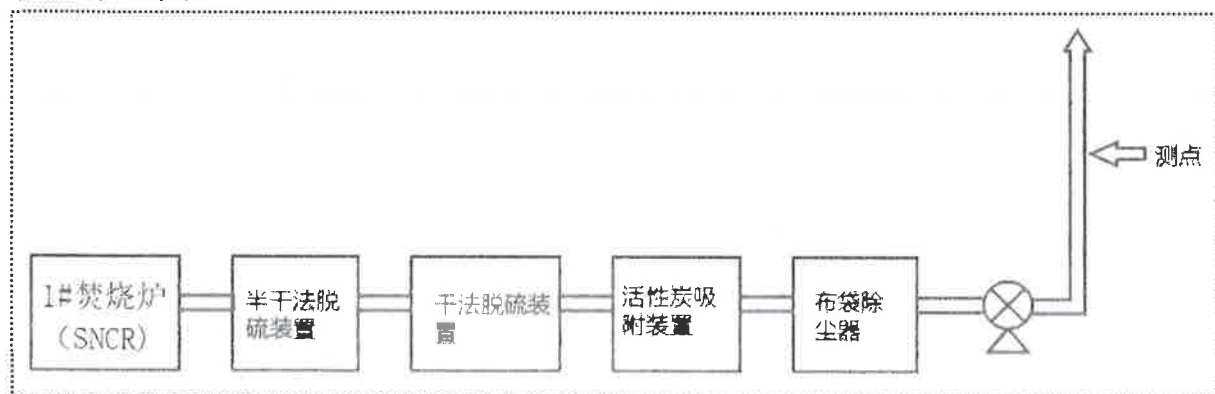 测点
1#焚烧炉
(SNCR)
半干法脱
硫装置
干法脱硫装
置
活性炭吸
附装置
布袋除
尘器